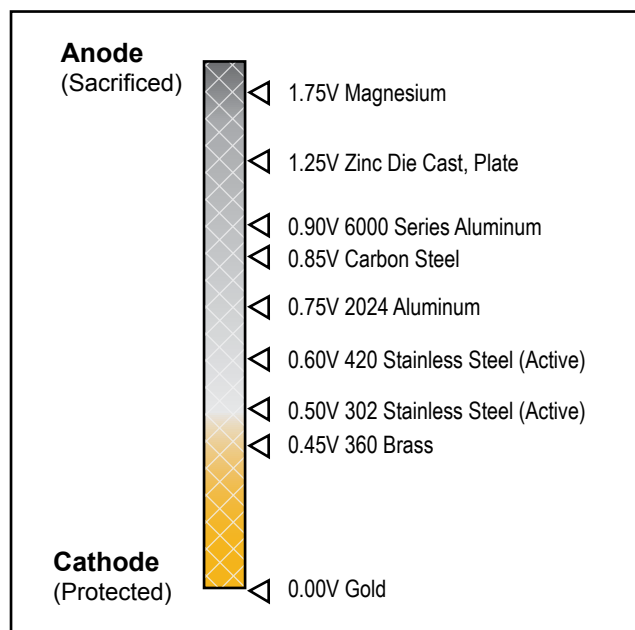 Anode
(Sacrificed)
1.75V Magnesium
1.25V Zinc Die Cast, Plate
0.90V 6000 Series Aluminum
0.85V Carbon Steel
0.75V 2024 Aluminum
0.60V 420 Stainless Steel (Active)
0.50V 302 Stainless Steel (Active)
0.45V 360 Brass
Cathode
(Protected)
0.00V Gold